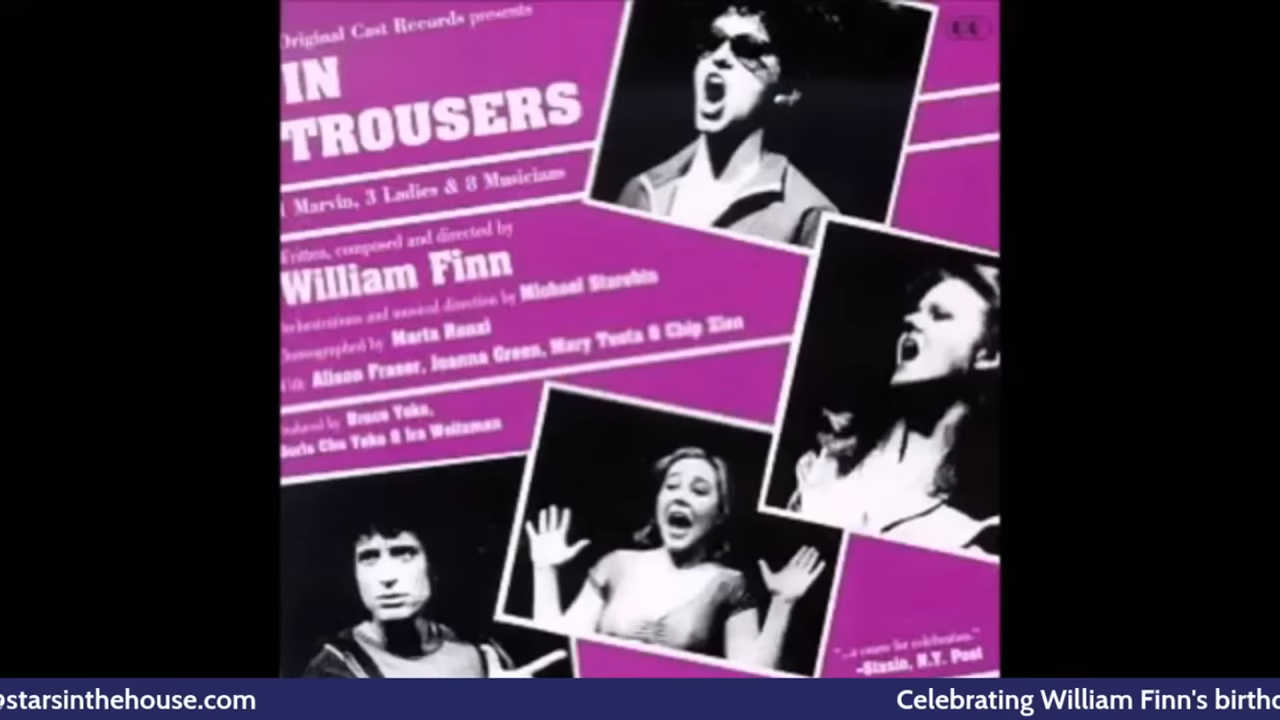 Original Cast Records presents
IN
TROUSERS
1 Marvin, 3 Ladies & 8 Musicians
Written, composed and directed by
William Finn
Orchestrations and musical direction by Michael Starobin
Choreographed by Marta Renzi
With Alison Fraser, Joanna Green, Mary Testa & Chip Zien
Produced by Bruce Yeko,
Doris Chu Yeko & Ira Weitzman
"...a cause for celebration."
-Stasio, N.Y. Post
@starsinthehouse.com
Celebrating William Finn's birthd